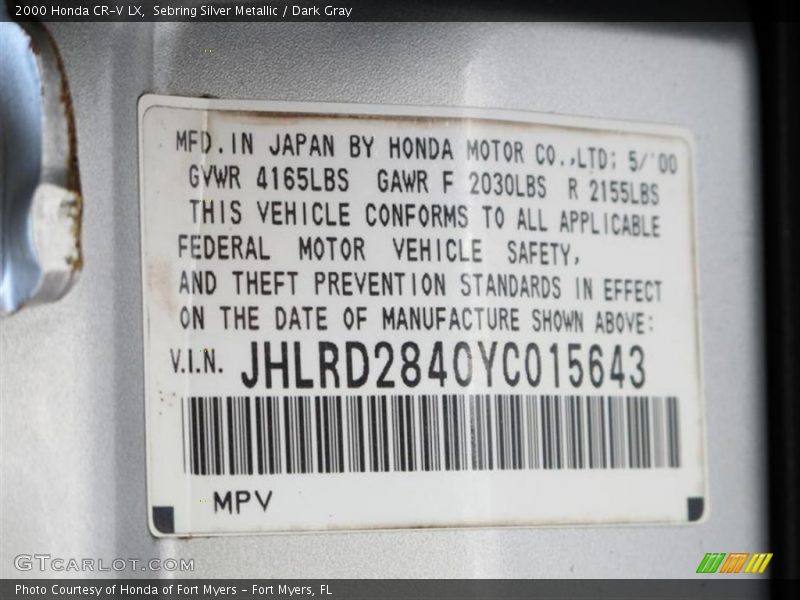 2000 Honda CR-V LX,  Sebring Silver Metallic / Dark Gray
MFD.IN JAPAN BY HONDA MOTOR CO.,LTD; 5/'00
GVWR 4165LBS  GAWR F 2030LBS  R 2155LBS
THIS VEHICLE CONFORMS TO ALL APPLICABLE
FEDERAL MOTOR VEHICLE SAFETY,
AND THEFT PREVENTION STANDARDS IN EFFECT
ON THE DATE OF MANUFACTURE SHOWN ABOVE:
V.I.N. JHLRD2840YC015643
MPV
GTCARLOT.COM
Photo Courtesy of Honda of Fort Myers - Fort Myers, FL